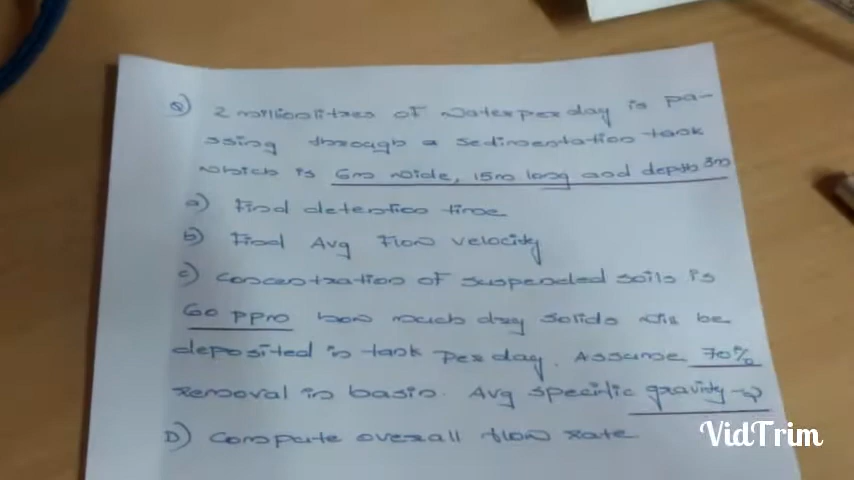 Q) 2 million litres of water per day is pa-
ssing through a sedimentation tank
which is 6m wide, 15m long and depth 3m
a) Find detention time
b) Find Avg Flow velocity
c) concentration of suspended soils is
60 ppm how much dry solids will be
deposited in tank per day. Assume 70%
removal in basin. Avg specific gravity →
D) compute overall flow rate
VidTrim